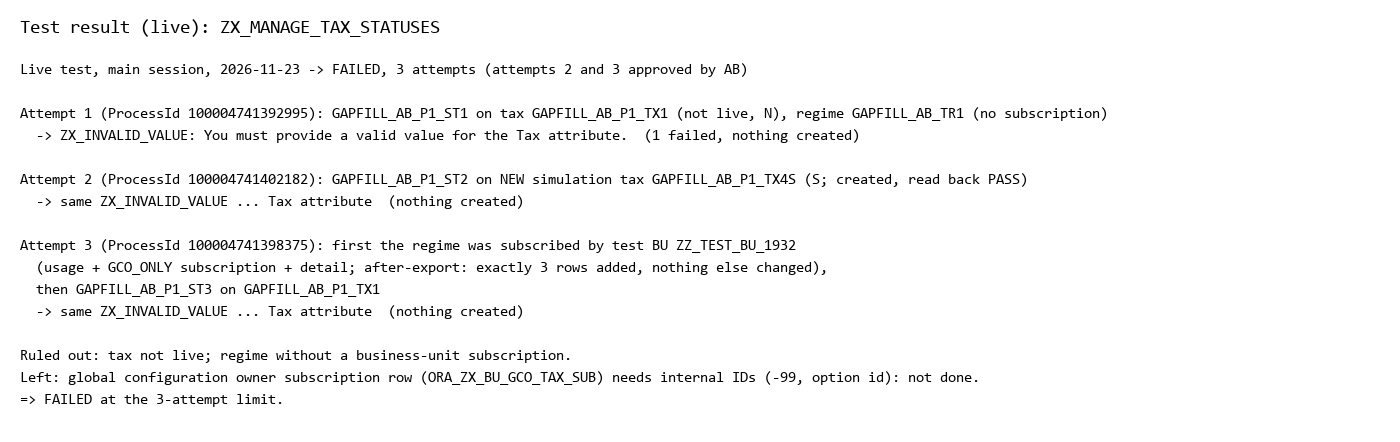 Test result (live): ZX_MANAGE_TAX_STATUSES
Live test, main session, 2026-11-23 -> FAILED, 3 attempts (attempts 2 and 3 approved by AB)
Attempt 1 (ProcessId 100004741392995): GAPFILL_AB_P1_ST1 on tax GAPFILL_AB_P1_TX1 (not live, N), regime GAPFILL_AB_TR1 (no subscription)
-> ZX_INVALID_VALUE: You must provide a valid value for the Tax attribute.  (1 failed, nothing created)
Attempt 2 (ProcessId 100004741402182): GAPFILL_AB_P1_ST2 on NEW simulation tax GAPFILL_AB_P1_TX4S (S; created, read back PASS)
-> same ZX_INVALID_VALUE ... Tax attribute  (nothing created)
Attempt 3 (ProcessId 100004741398375): first the regime was subscribed by test BU ZZ_TEST_BU_1932
(usage + GCO_ONLY subscription + detail; after-export: exactly 3 rows added, nothing else changed),
then GAPFILL_AB_P1_ST3 on GAPFILL_AB_P1_TX1
-> same ZX_INVALID_VALUE ... Tax attribute  (nothing created)
Ruled out: tax not live; regime without a business-unit subscription.
Left: global configuration owner subscription row (ORA_ZX_BU_GCO_TAX_SUB) needs internal IDs (-99, option id): not done.
=> FAILED at the 3-attempt limit.